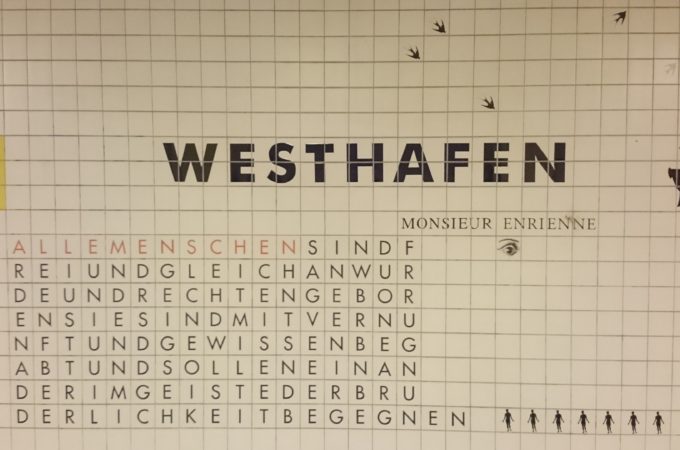 WESTHAFEN
MONSIEUR ENRIENNE
ALLEMENSCHENSINDF
REIUNDGLEICHANWUR
DEUNDRECHTENGEBOR
ENSIESINDMITVERNU
NFTUNDGEWISSENBEG
ABTUNDSOLLENEINAN
DERIMGEISTEDERBRU
DERLICHKEITBEGEGNEN